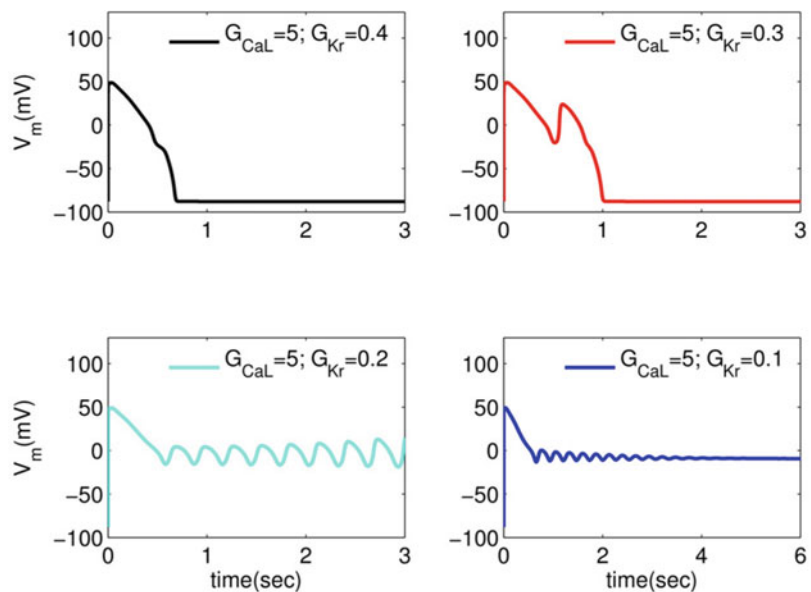 G_CaL=5; G_Kr=0.4
V_m(mV)
100
50
0
−50
−100
0 1 2 3
G_CaL=5; G_Kr=0.3
100
50
0
−50
−100
0 1 2 3
G_CaL=5; G_Kr=0.2
V_m(mV)
100
50
0
−50
−100
0 1 2 3
time(sec)
G_CaL=5; G_Kr=0.1
100
50
0
−50
−100
0 2 4 6
time(sec)